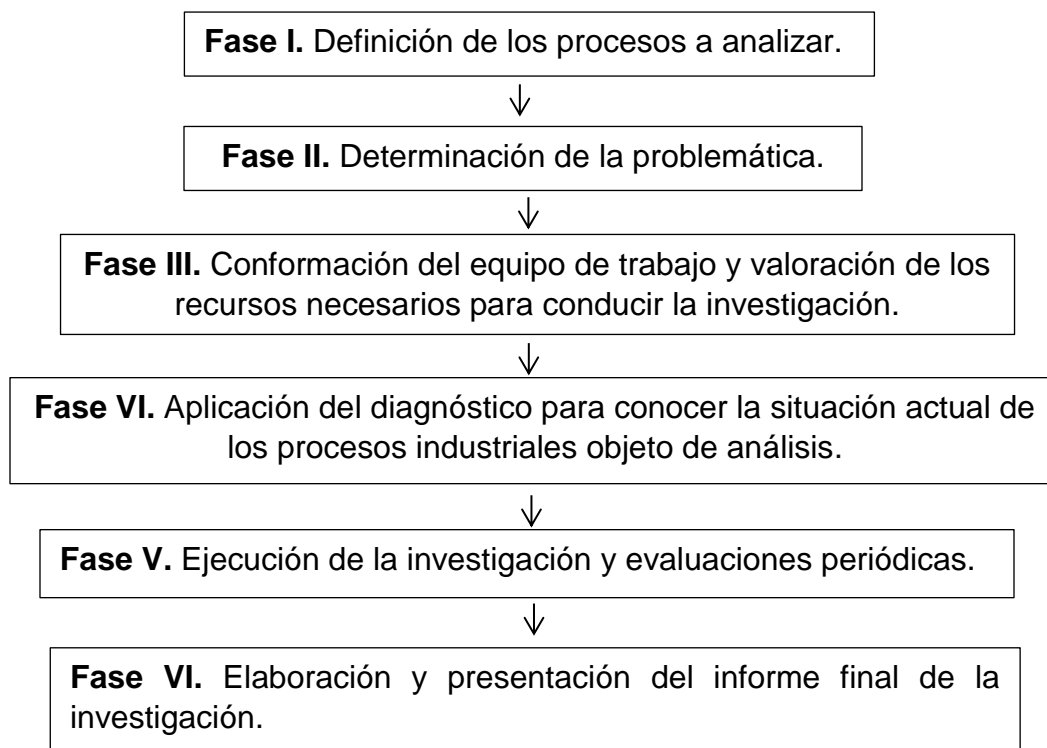 Fase I. Definición de los procesos a analizar.
Fase II. Determinación de la problemática.
Fase III. Conformación del equipo de trabajo y valoración de los
recursos necesarios para conducir la investigación.
Fase VI. Aplicación del diagnóstico para conocer la situación actual de
los procesos industriales objeto de análisis.
Fase V. Ejecución de la investigación y evaluaciones periódicas.
Fase VI. Elaboración y presentación del informe final de la
investigación.